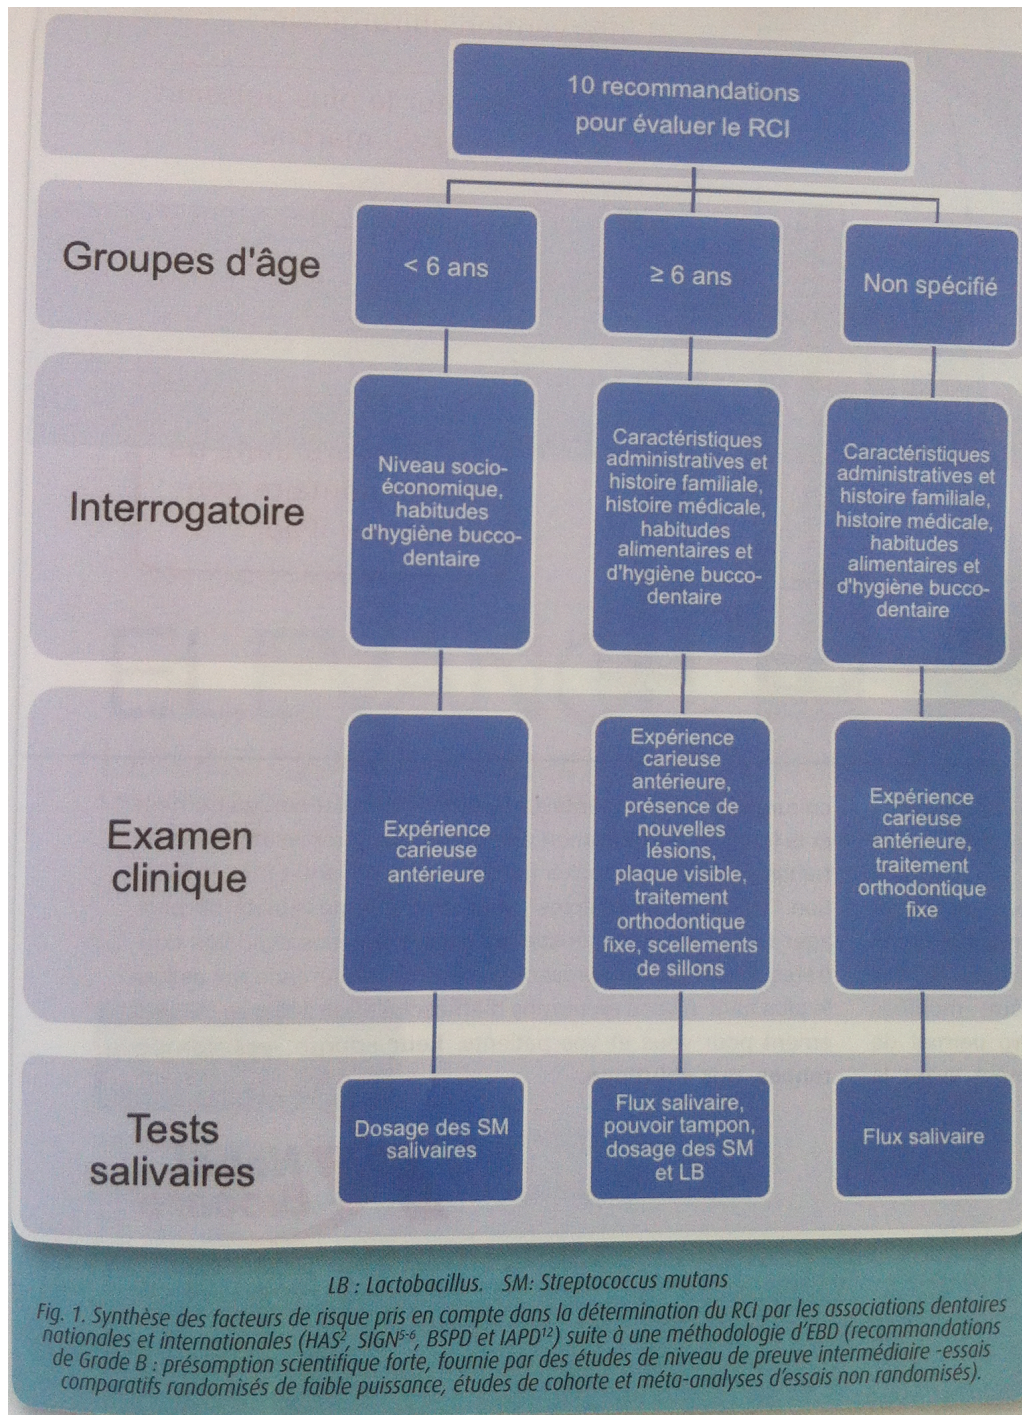 10 recommandations
pour évaluer le RCI
Groupes d'âge
< 6 ans
≥ 6 ans
Non spécifié
Interrogatoire
Niveau socio-
économique,
habitudes
d'hygiène bucco-
dentaire
Caractéristiques
administratives et
histoire familiale,
histoire médicale,
habitudes
alimentaires et
d'hygiène bucco-
dentaire
Caractéristiques
administratives et
histoire familiale,
histoire médicale,
habitudes
alimentaires et
d'hygiène bucco-
dentaire
Examen
clinique
Expérience
carieuse
antérieure
Expérience
carieuse
antérieure,
présence de
nouvelles
lésions,
plaque visible,
traitement
orthodontique
fixe, scellements
de sillons
Expérience
carieuse
antérieure,
traitement
orthodontique
fixe
Tests
salivaires
Dosage des SM
salivaires
Flux salivaire,
pouvoir tampon,
dosage des SM
et LB
Flux salivaire
LB : Lactobacillus. SM: Streptococcus mutans
Fig. 1. Synthèse des facteurs de risque pris en compte dans la détermination du RCI par les associations dentaires
nationales et internationales (HAS², SIGN⁵⁻⁶, BSPD et IAPD¹²) suite à une méthodologie d'EBD (recommandations
de Grade B : présomption scientifique forte, fournie par des études de niveau de preuve intermédiaire -essais
comparatifs randomisés de faible puissance, études de cohorte et méta-analyses d'essais non randomisés).